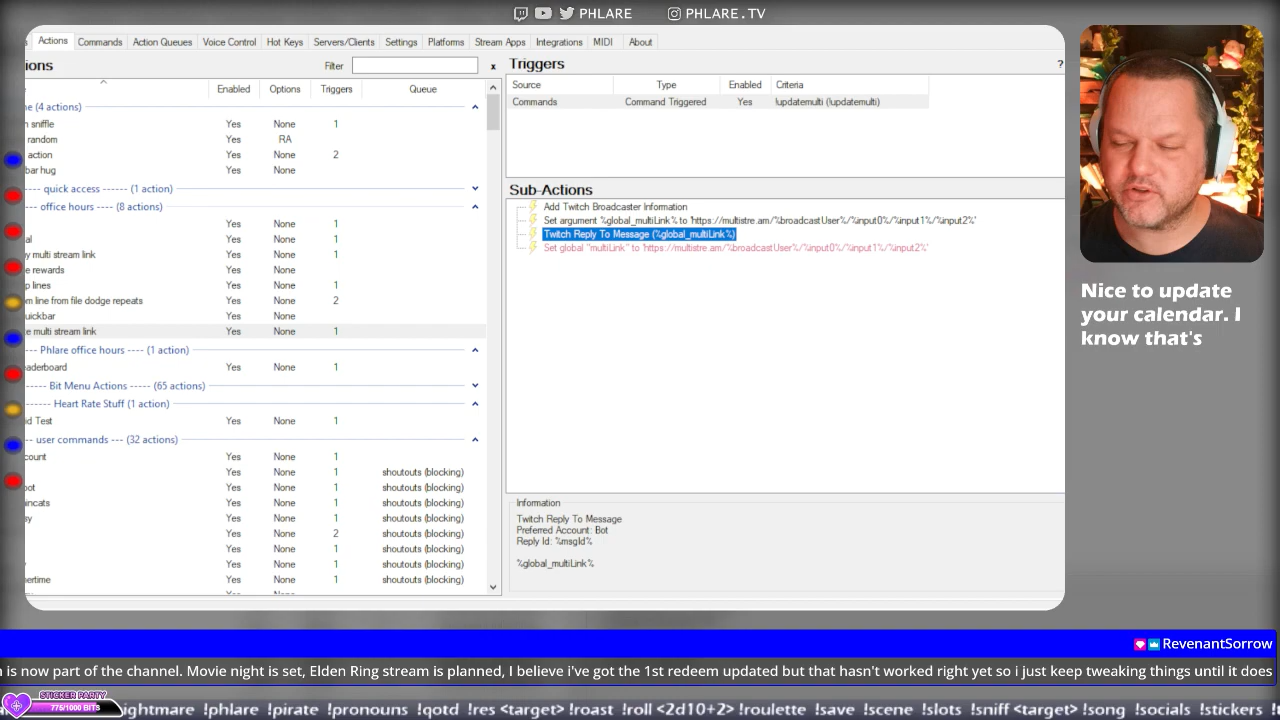 PHLARE PHLARE.TV
Actions Commands Action Queues Voice Control Hot Keys Servers/Clients Settings Platforms Stream Apps Integrations MIDI About
ions Filter x
Enabled Options Triggers Queue
e (4 actions)
n sniffle Yes None 1
random Yes RA
action Yes None 2
bar hug Yes None
---- quick access ------ (1 action)
office hours ---- (8 actions)
Yes None 1
al Yes None 1
y multi stream link Yes None 1
e rewards Yes None
p lines Yes None 1
m line from file dodge repeats Yes None 2
uickbar Yes None
e multi stream link Yes None 1
---- Phlare office hours ---- (1 action)
eaderboard Yes None 1
---- Bit Menu Actions ----- (65 actions)
------- Heart Rate Stuff (1 action)
d Test Yes None 1
-- user commands --- (32 actions)
count Yes None 1
Yes None 1 shoutouts (blocking)
ot Yes None 1 shoutouts (blocking)
incats Yes None 1 shoutouts (blocking)
sy Yes None 1 shoutouts (blocking)
Yes None 2 shoutouts (blocking)
Yes None 1 shoutouts (blocking)
Yes None 1 shoutouts (blocking)
mertime Yes None 1 shoutouts (blocking)
Triggers ?
Source Type Enabled Criteria
Commands Command Triggered Yes !updatemulti (!updatemulti)
Sub-Actions
Add Twitch Broadcaster Information
Set argument %global_multiLink% to 'https://multistre.am/%broadcastUser%/%input0%/%input1%/%input2%'
Twitch Reply To Message (%global_multiLink%)
Set global "multiLink" to 'https://multistre.am/%broadcastUser%/%input0%/%input1%/%input2%'
Information
Twitch Reply To Message
Preferred Account: Bot
Reply Id: %msgId%
%global_multiLink%
Nice to update
your calendar. I
know that's
RevenantSorrow
n is now part of the channel. Movie night is set, Elden Ring stream is planned, I believe i've got the 1st redeem updated but that hasn't worked right yet so i just keep tweaking things until it does
STICKER PARTY
775/1000 BITS
ightmare !phlare !pirate !pronouns !qotd !res <target> !roast !roll <2d10+2> !roulette !save !scene !slots !sniff <target> !song !socials !stickers